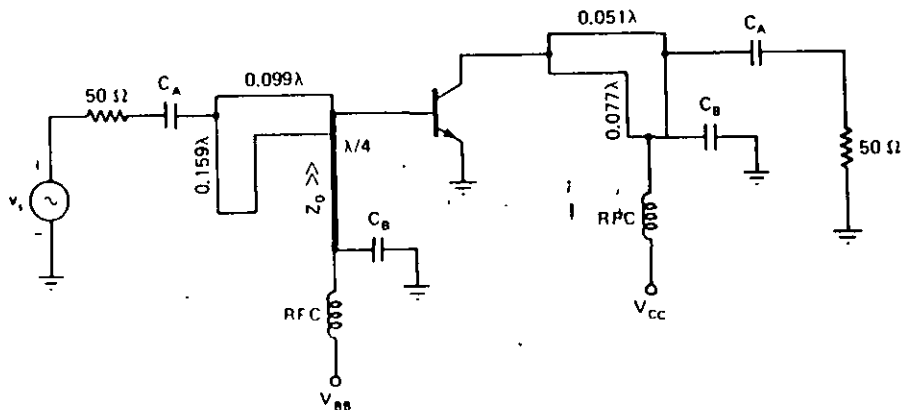 0.051λ
C_A
C_A
0.099λ
50 Ω
0.159λ
λ/4
Z_o >>
0.077λ
C_B
50 Ω
v_s
C_B
RFC
RFC
V_CC
V_BB